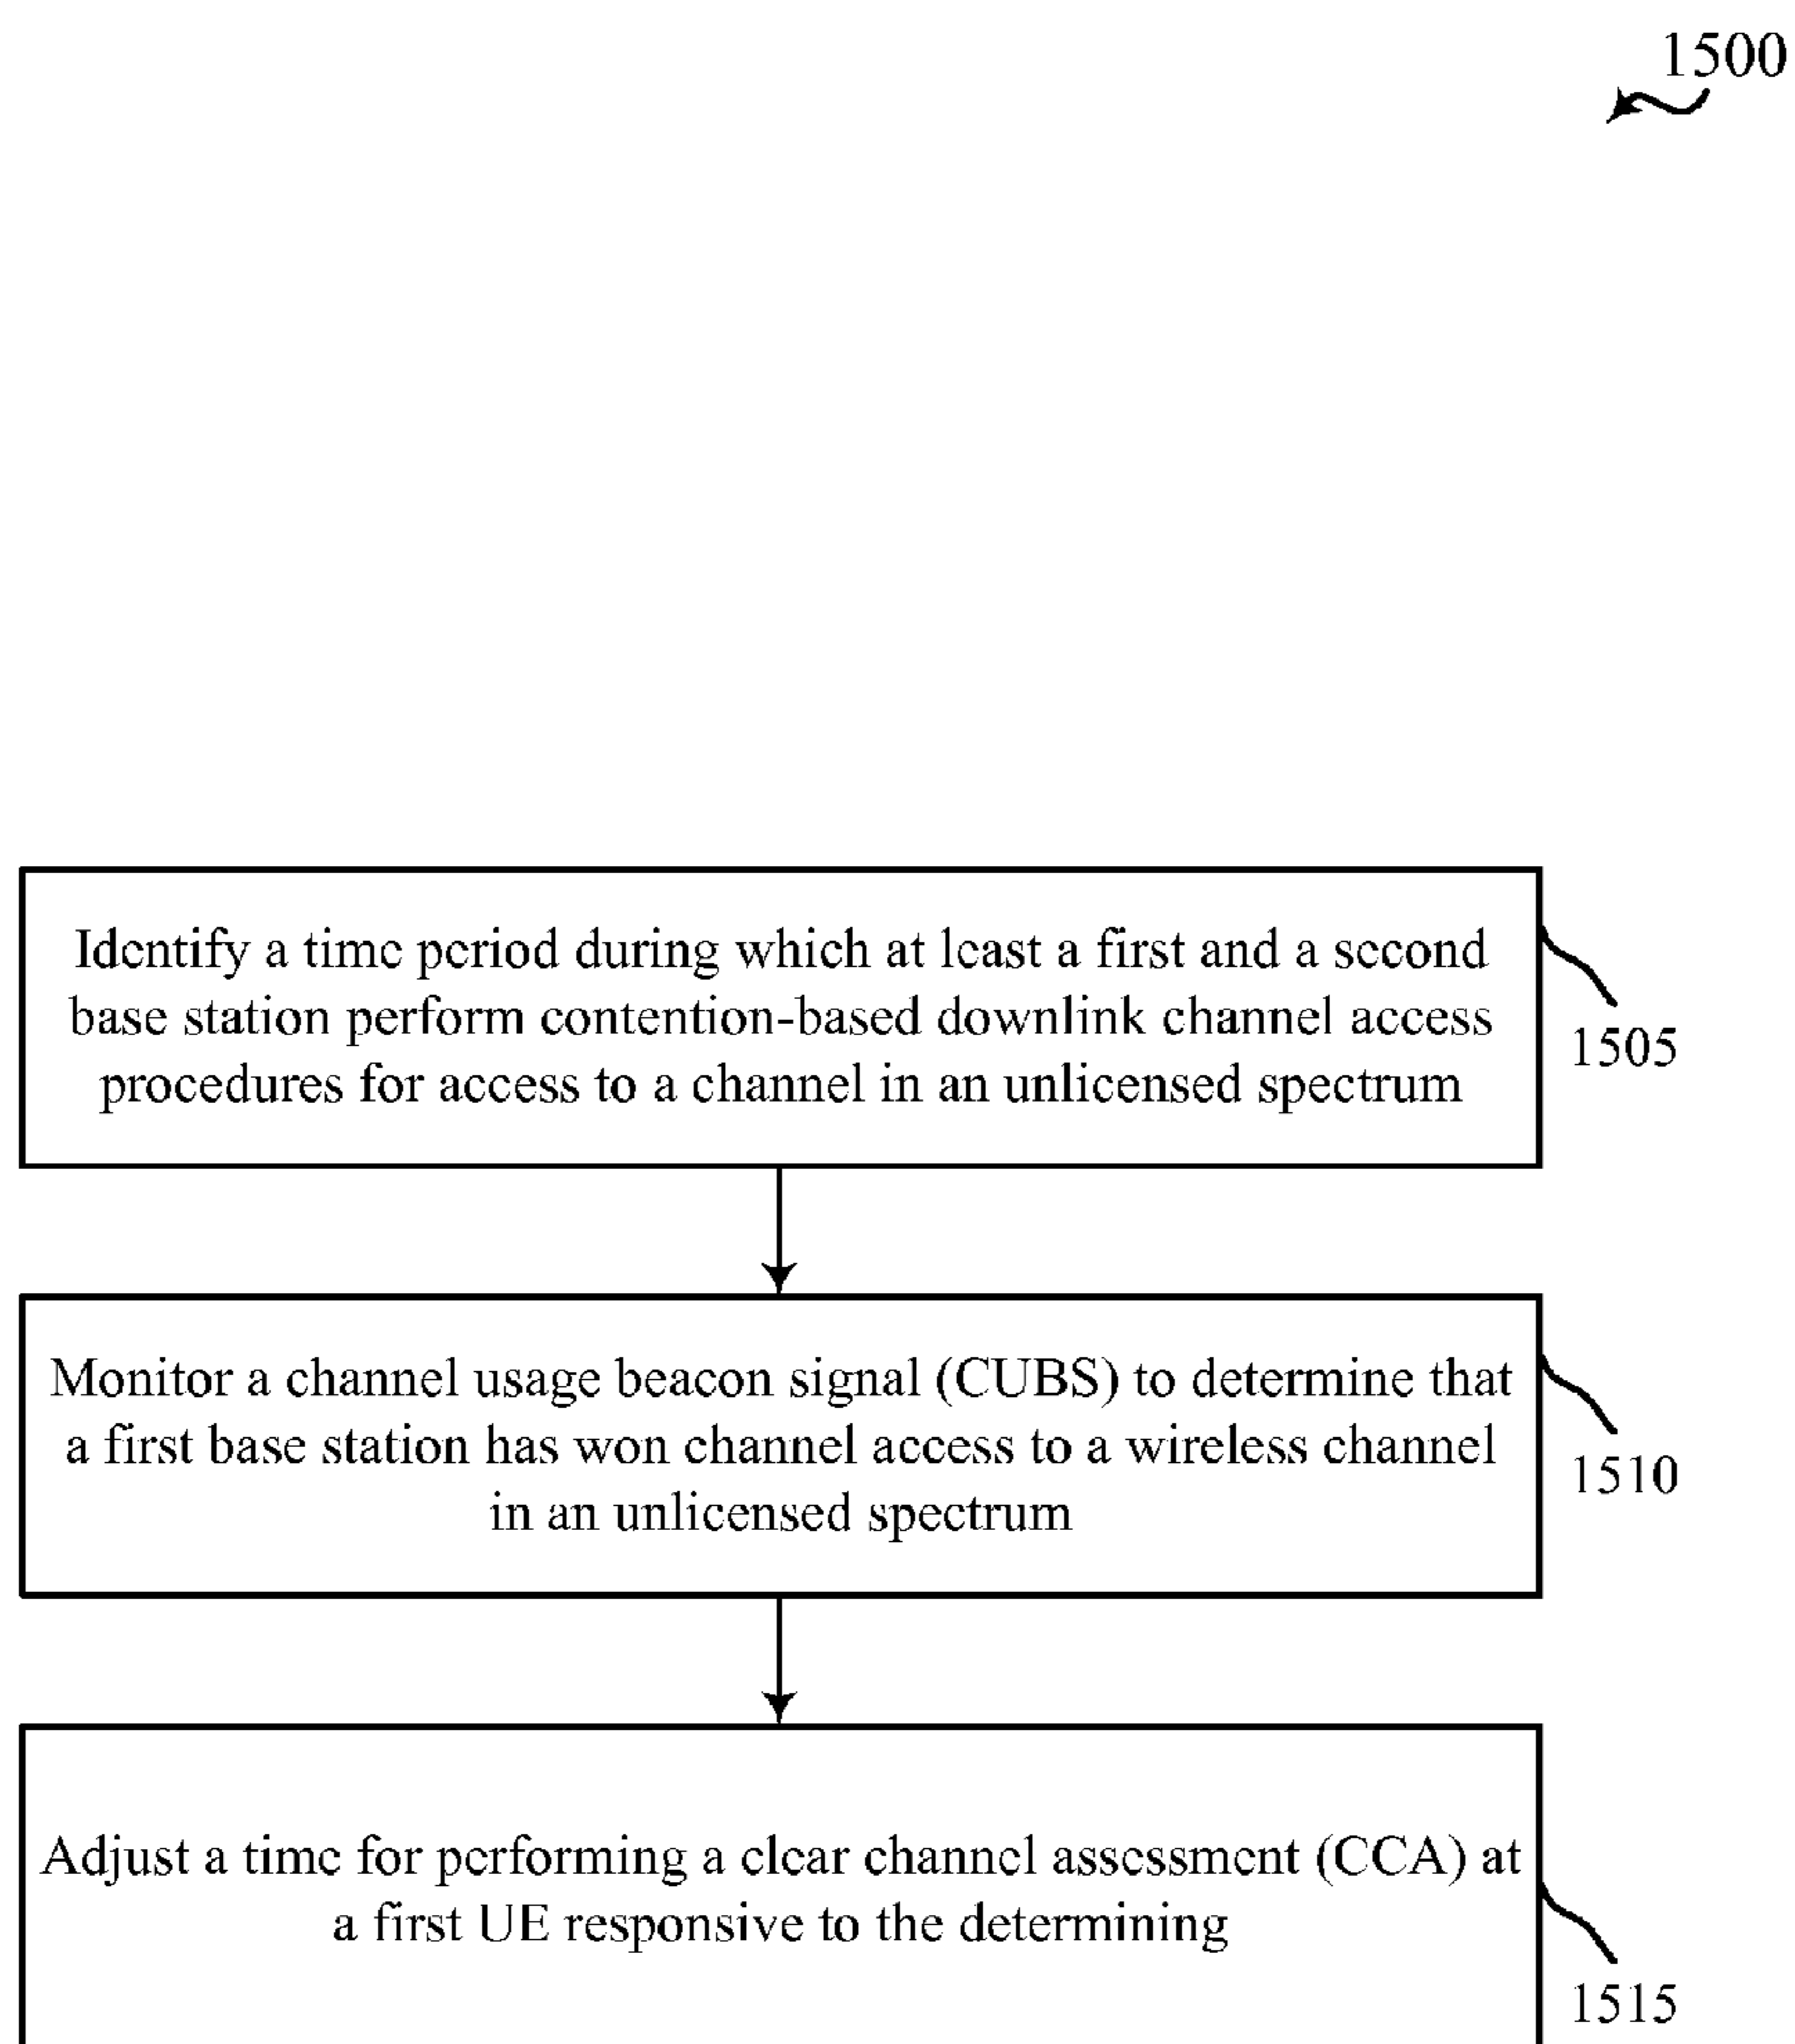 1500
Identify a time period during which at least a first and a second
base station perform contention-based downlink channel access
procedures for access to a channel in an unlicensed spectrum
1505
Monitor a channel usage beacon signal (CUBS) to determine that
a first base station has won channel access to a wireless channel
in an unlicensed spectrum
1510
Adjust a time for performing a clear channel assessment (CCA) at
a first UE responsive to the determining
1515